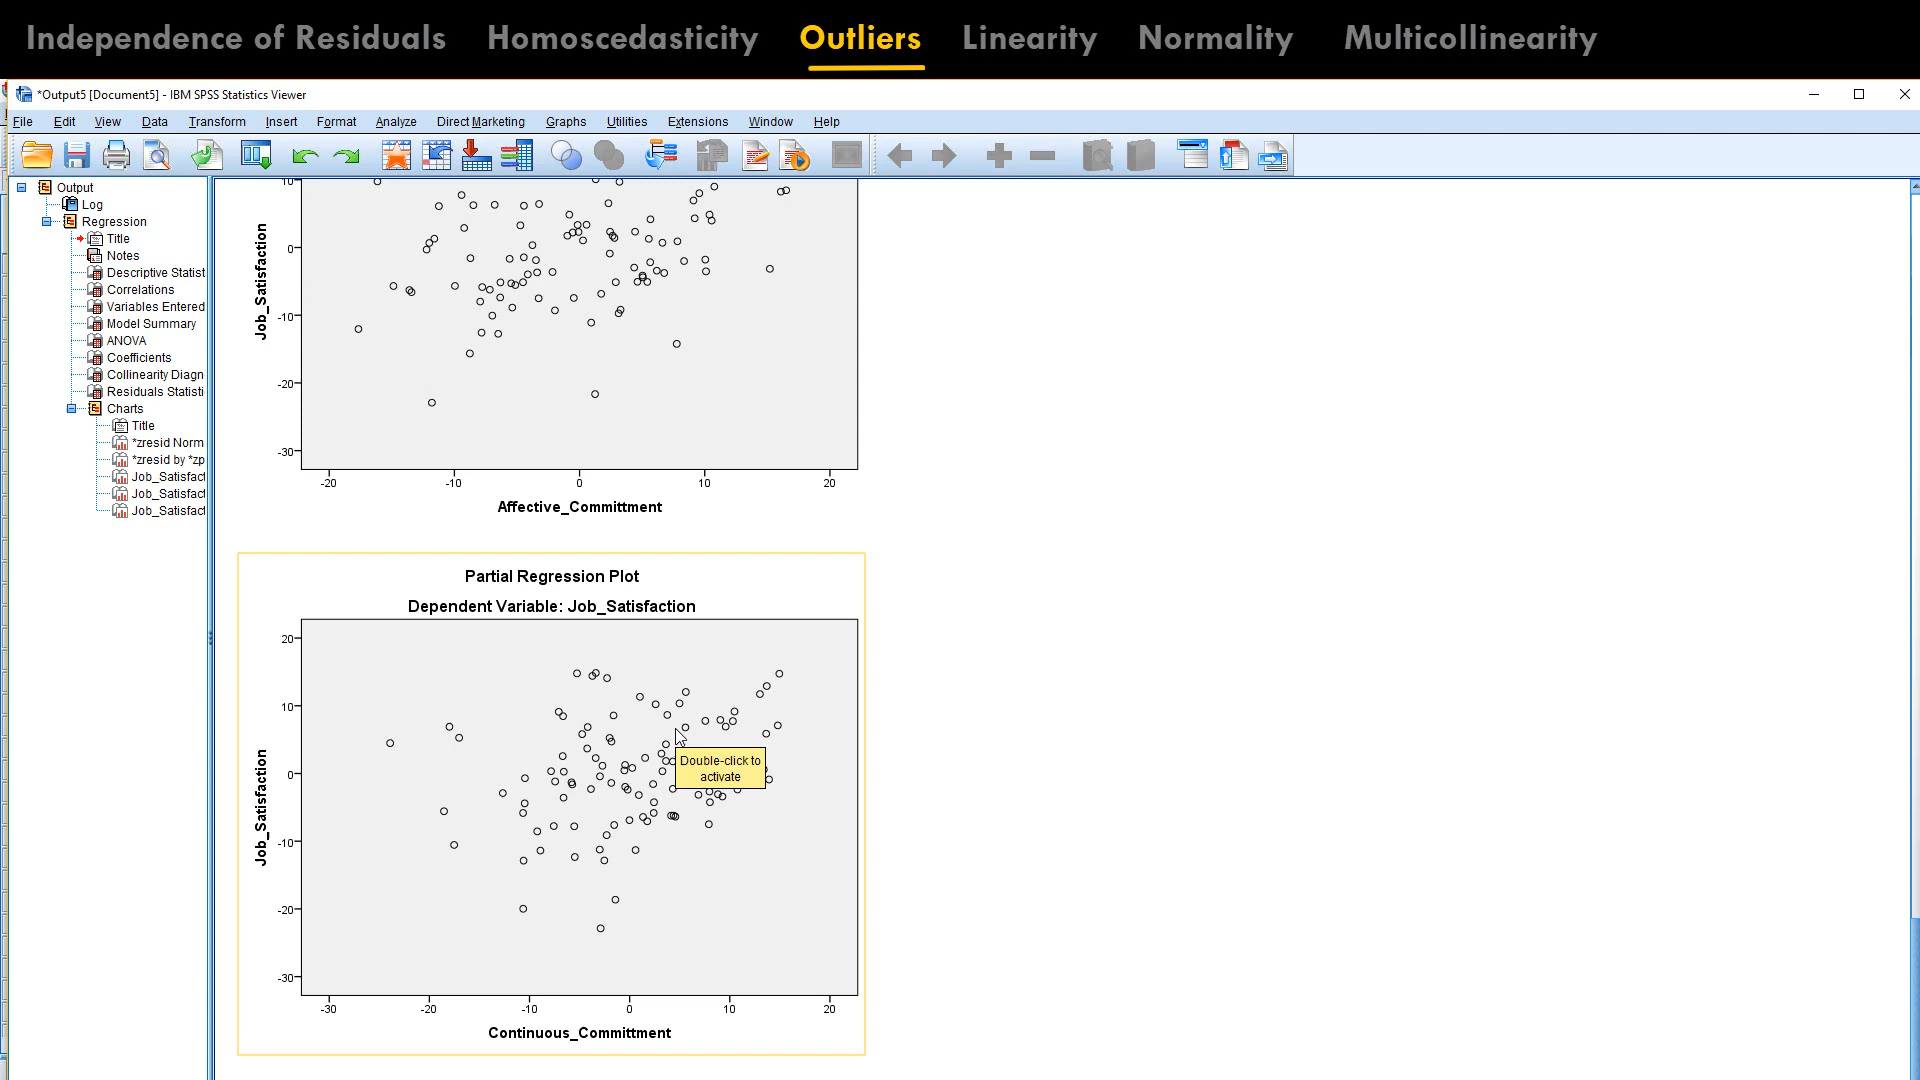 Independence of Residuals Homoscedasticity Outliers Linearity Normality Multicollinearity
*Output5 [Document5] - IBM SPSS Statistics Viewer
File Edit View Data Transform Insert Format Analyze Direct Marketing Graphs Utilities Extensions Window Help
Output
Log
Regression
Title
Notes
Descriptive Statist
Correlations
Variables Entered
Model Summary
ANOVA
Coefficients
Collinearity Diagn
Residuals Statisti
Charts
Title
*zresid Norm
*zresid by *zp
Job_Satisfact
Job_Satisfact
Job_Satisfact
10
0
-10
-20
-30
Job_Satisfaction
-20 -10 0 10 20
Affective_Committment
Partial Regression Plot
Dependent Variable: Job_Satisfaction
20
10
0
-10
-20
-30
Job_Satisfaction
Double-click to
activate
-30 -20 -10 0 10 20
Continuous_Committment